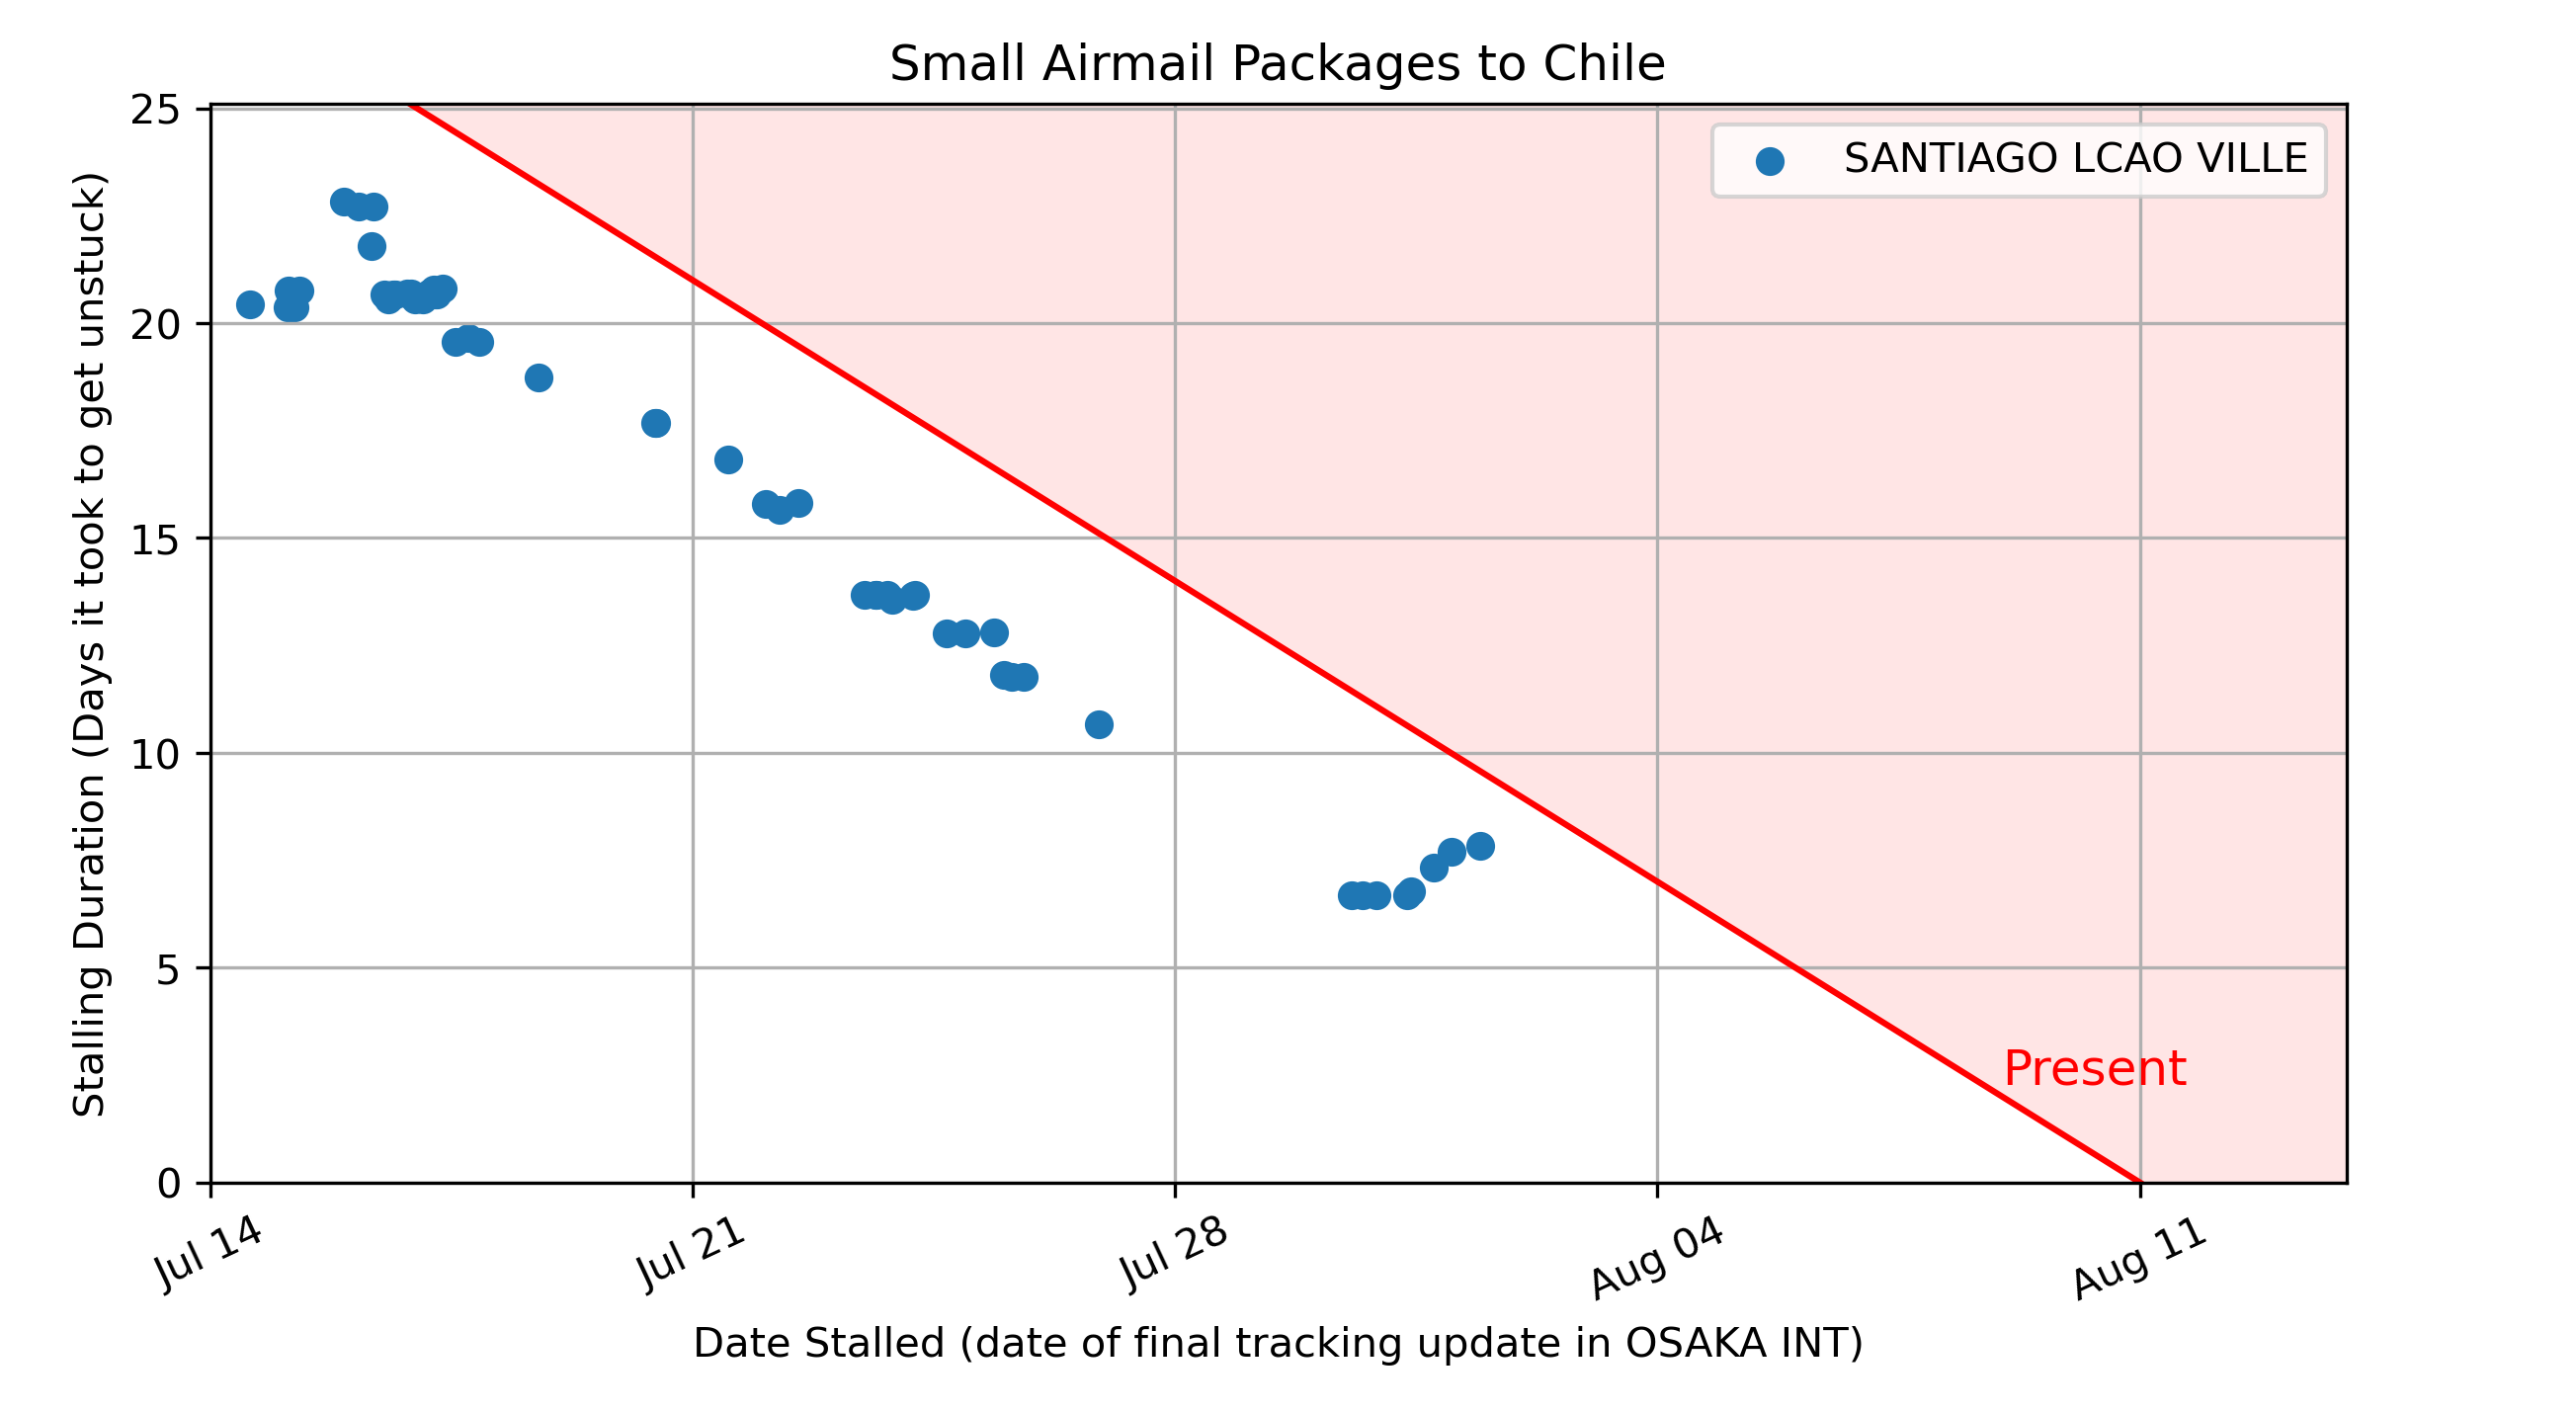 Small Airmail Packages to Chile
SANTIAGO LCAO VILLE
Stalling Duration (Days it took to get unstuck)
25
20
15
10
5
0
Present
Jul 14
Jul 21
Jul 28
Aug 04
Aug 11
Date Stalled (date of final tracking update in OSAKA INT)